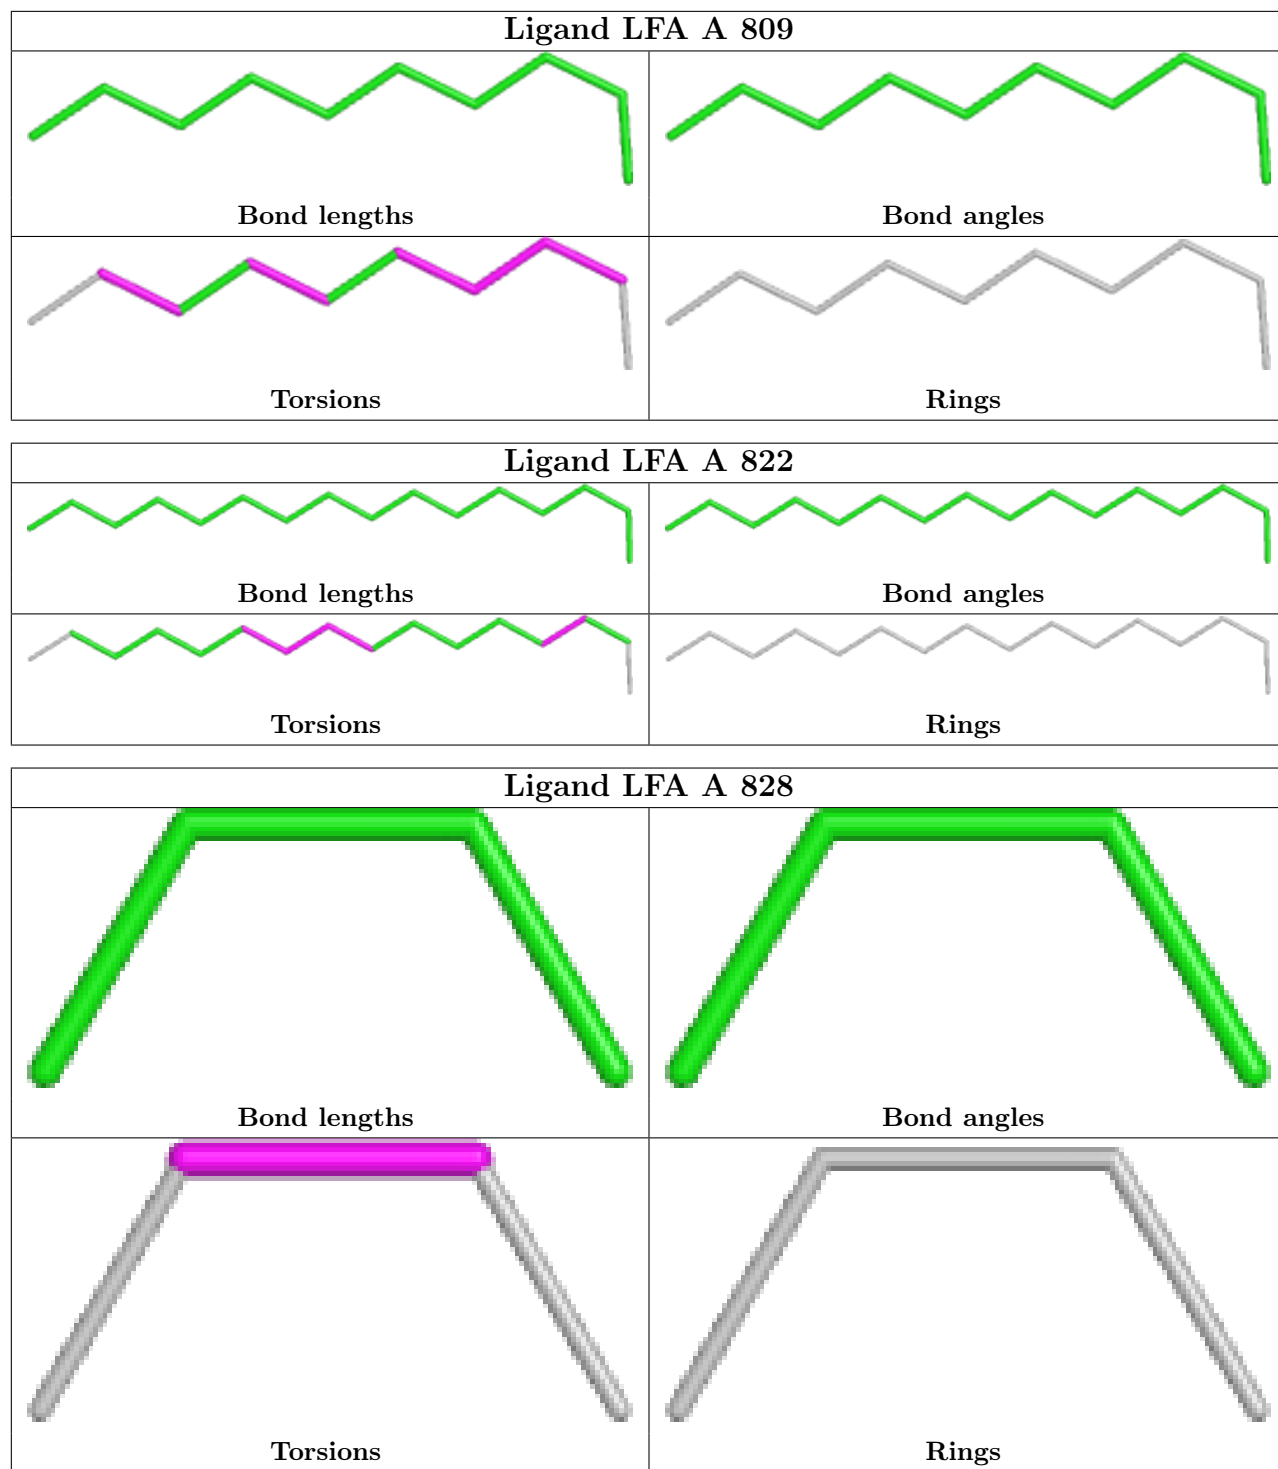 Ligand LFA A 809
Bond lengths
Bond angles
Torsions
Rings
Ligand LFA A 822
Bond lengths
Bond angles
Torsions
Rings
Ligand LFA A 828
Bond lengths
Bond angles
Torsions
Rings